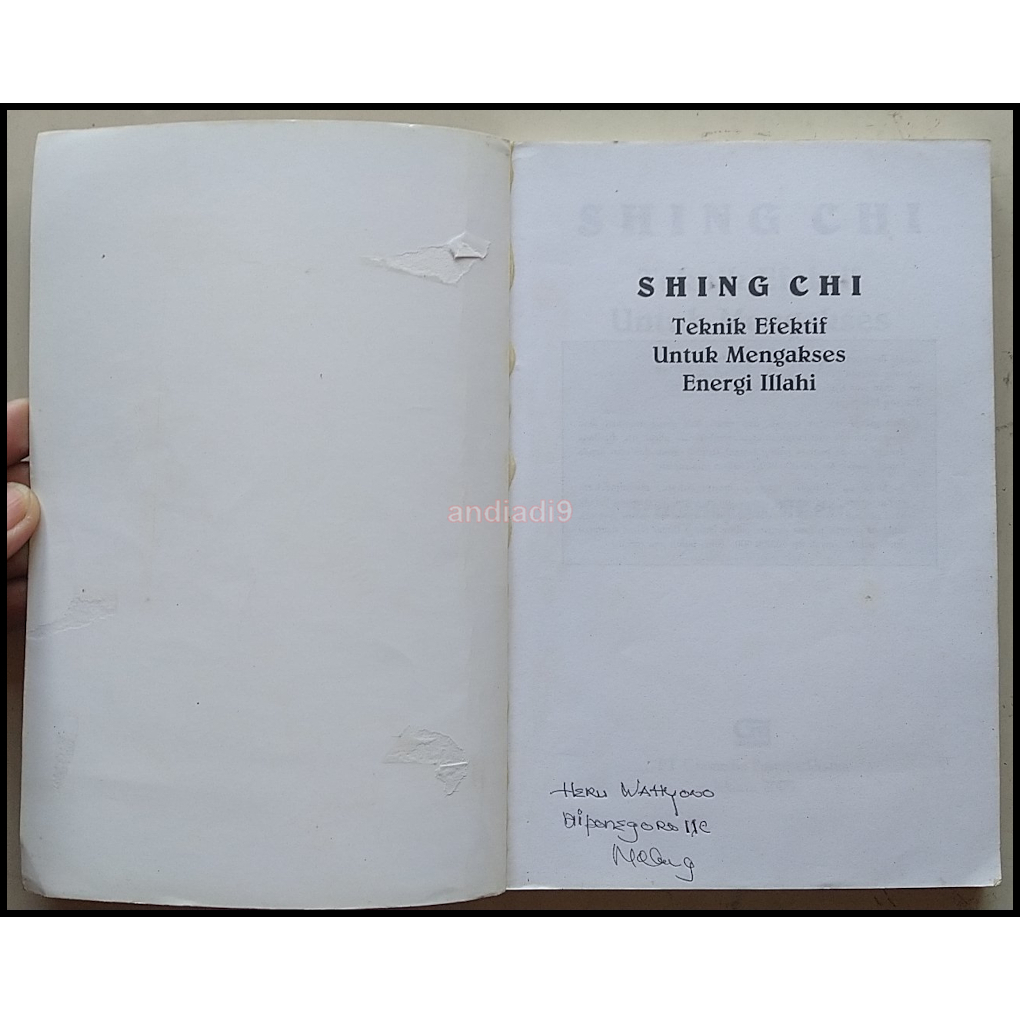 SHING CHI
Teknik Efektif
Untuk Mengakses
Energi Illahi
andiadi9
HERU WAHYONO
DIPONEGORO 11C
Malang